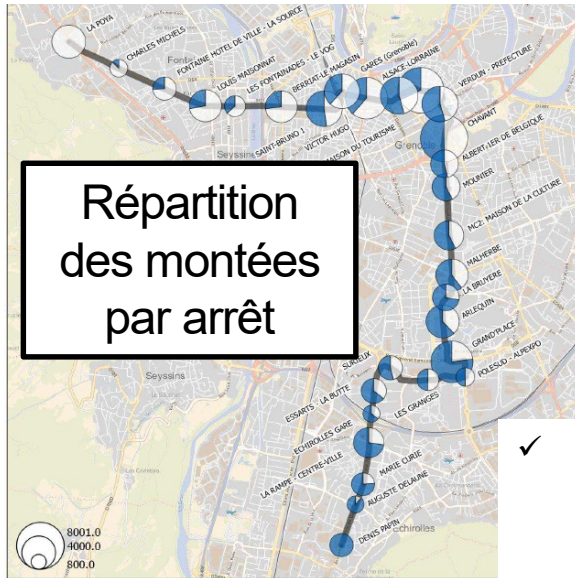 LA POYA
CHARLES MICHELS
FONTAINE HOTEL DE VILLE - LA SOURCE
LOUIS MAISONNAT
LES FONTAINADES - LE VOG
BERRIAT-LE MAGASIN
SAINT-BRUNO 1
GARES (Grenoble)
ALSACE-LORRAINE
VICTOR HUGO
MAISON DU TOURISME
VERDUN - PREFECTURE
CHAVANT
ALBERT 1ER DE BELGIQUE
MOUNIER
MC2: MAISON DE LA CULTURE
MALHERBE
LA BRUYERE
ARLEQUIN
GRAND'PLACE
POLESUD - ALPEXPO
LES GRANGES
SURIEUX
ESSARTS - LA BUTTE
ECHIROLLES GARE
LA RAMPE - CENTRE-VILLE
MARIE CURIE
AUGUSTE DELAUNE
DENIS PAPIN
Seyssin
Grenoble
Répartition
des montées
par arrêt
Seyssins
Echirolles
✓
8001.0
4000.0
800.0